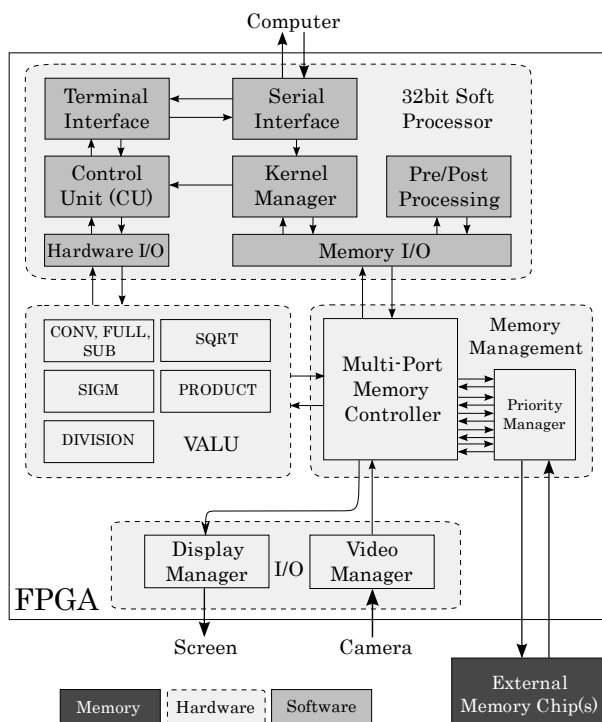 Computer
Terminal
Interface
Serial
Interface
32bit Soft
Processor
Control
Unit (CU)
Kernel
Manager
Pre/Post
Processing
Hardware I/O
Memory I/O
CONV, FULL,
SUB
SQRT
SIGM
PRODUCT
DIVISION
VALU
Multi-Port
Memory
Controller
Memory
Management
Priority
Manager
Display
Manager
I/O
Video
Manager
FPGA
Screen
Camera
External
Memory Chip(s)
Memory
Hardware
Software